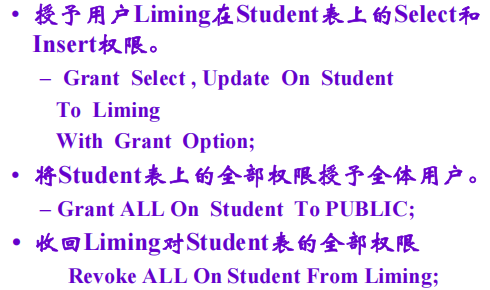 • 授予用户Liming在Student表上的Select和
Insert权限。
– Grant Select , Update On Student
To Liming
With Grant Option;
• 将Student表上的全部权限授予全体用户。
– Grant ALL On Student To PUBLIC;
• 收回Liming对Student表的全部权限
Revoke ALL On Student From Liming;